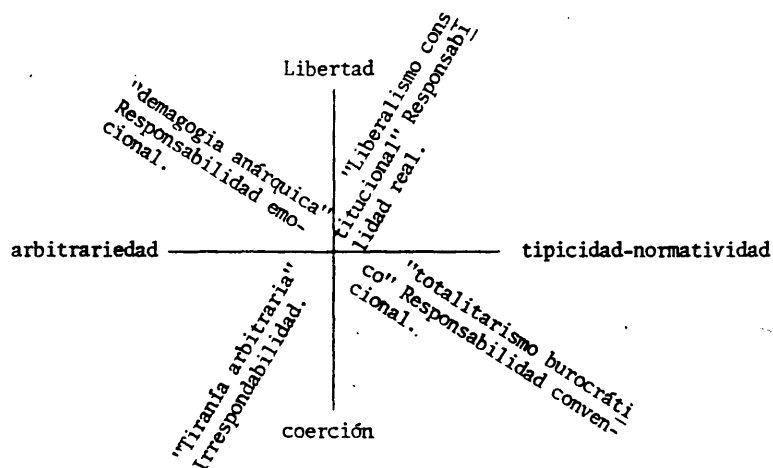 Libertad
"demagogia anárquica"
Responsabilidad emo-
cional.
"Liberalismo cons
titucional" Responsabi
lidad real.
arbitrariedad
tipicidad-normatividad
"Tiranía arbitraria"
Irrespondabilidad.
"totalitarismo burocráti
co" Responsabilidad conven-
cional.
coerción